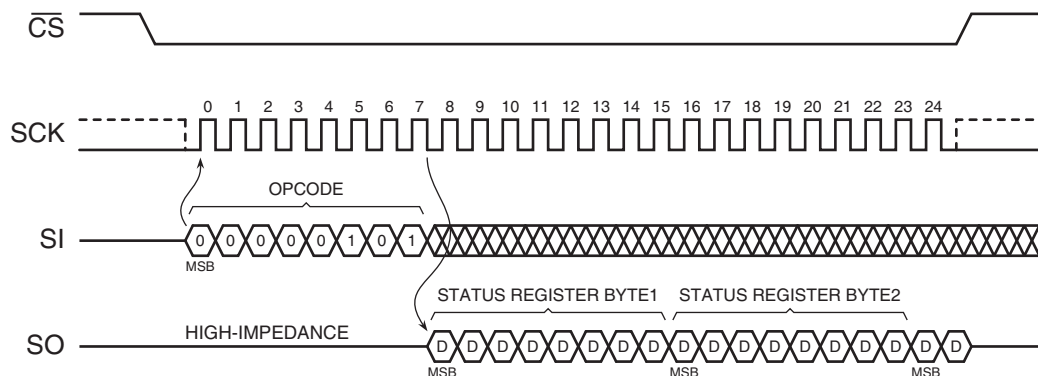 CS
SCK
0 1 2 3 4 5 6 7 8 9 10 11 12 13 14 15 16 17 18 19 20 21 22 23 24
OPCODE
SI
0 0 0 0 0 1 0 1
MSB
STATUS REGISTER BYTE1 STATUS REGISTER BYTE2
SO
HIGH-IMPEDANCE
D D D D D D D D D D D D D D D D D D
MSB MSB MSB